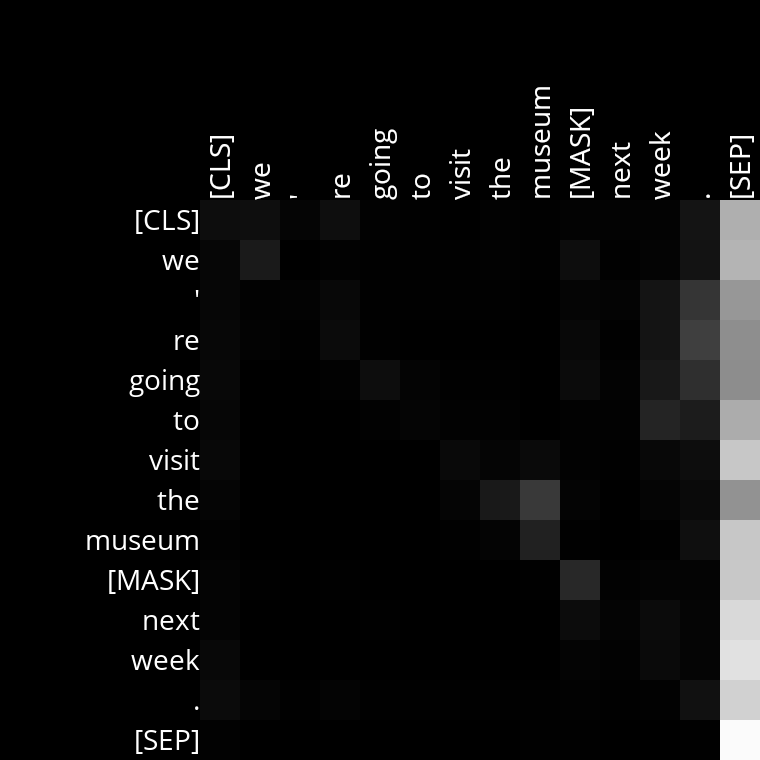 [CLS] we ' re going to visit the museum [MASK] next week . [SEP]
[CLS]
we
'
re
going
to
visit
the
museum
[MASK]
next
week
.
[SEP]